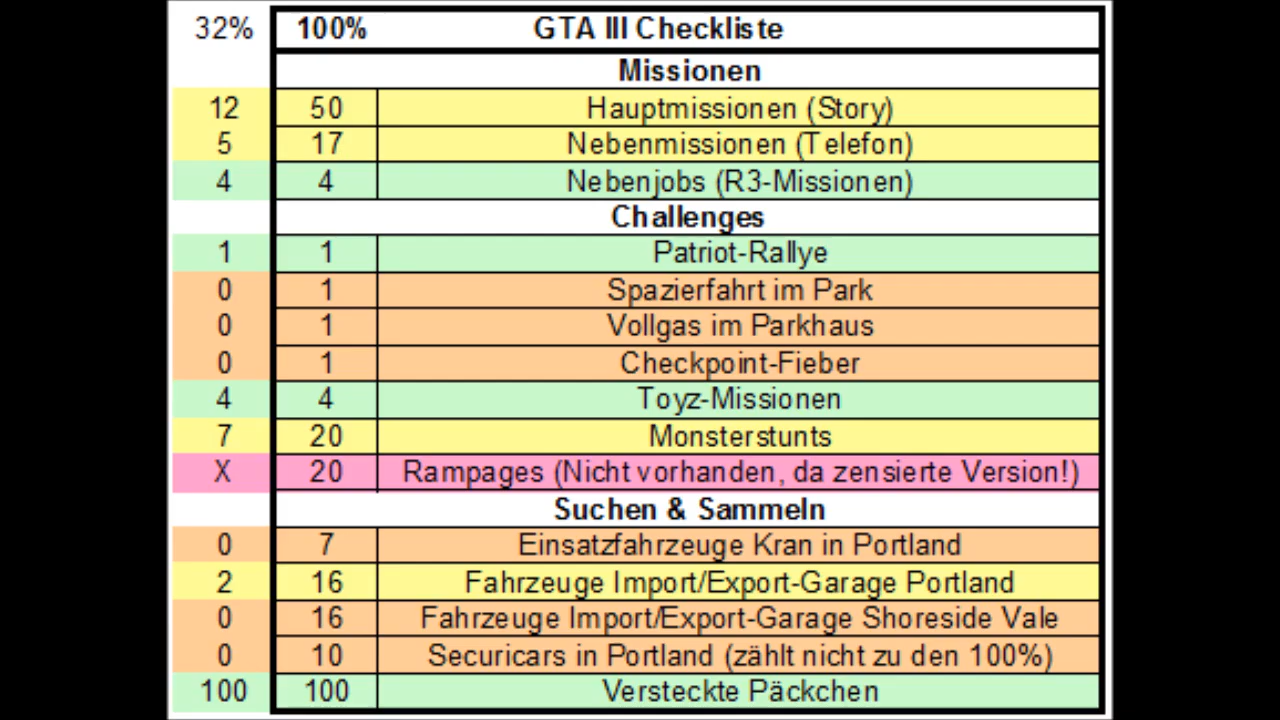 32% 100% GTA III Checkliste
Missionen
12 50 Hauptmissionen (Story)
5 17 Nebenmissionen (Telefon)
4 4 Nebenjobs (R3-Missionen)
Challenges
1 1 Patriot-Rallye
0 1 Spazierfahrt im Park
0 1 Vollgas im Parkhaus
0 1 Checkpoint-Fieber
4 4 Toyz-Missionen
7 20 Monsterstunts
X 20 Rampages (Nicht vorhanden, da zensierte Version!)
Suchen & Sammeln
0 7 Einsatzfahrzeuge Kran in Portland
2 16 Fahrzeuge Import/Export-Garage Portland
0 16 Fahrzeuge Import/Export-Garage Shoreside Vale
0 10 Securicars in Portland (zählt nicht zu den 100%)
100 100 Versteckte Päckchen